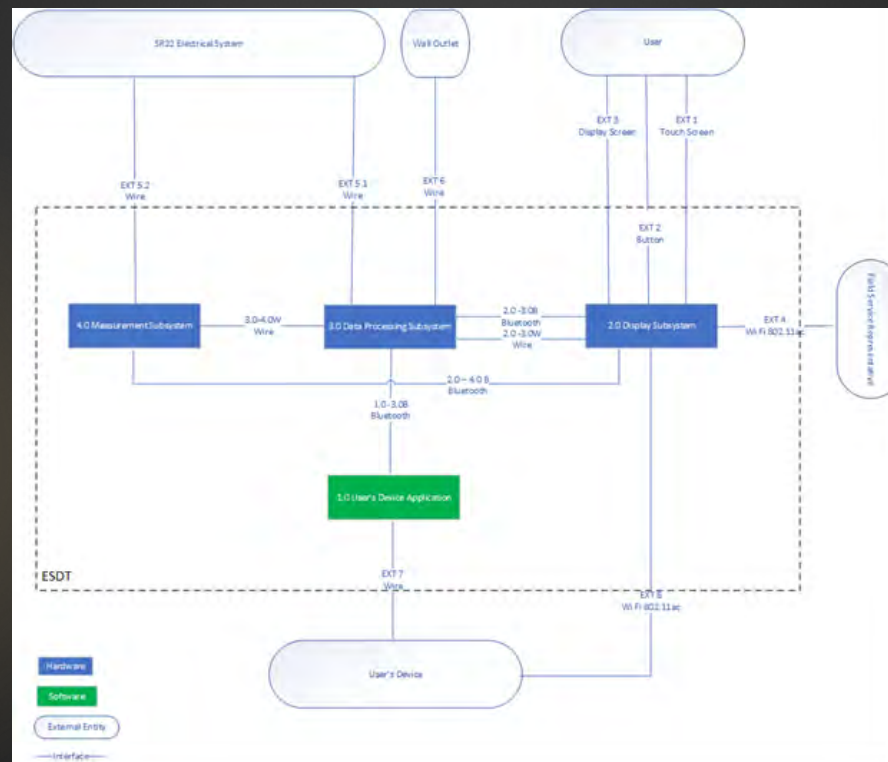 SR22 Electrical System
Wall Outlet
User
EXT 3
Display Screen
EXT 1
Touch Screen
EXT 5.2
Wire
EXT 5.1
Wire
EXT 6
Wire
EXT 2
Button
4.0 Measurement Subsystem
3.0-4.0W
Wire
3.0 Data Processing Subsystem
2.0-3.0B
Bluetooth
2.0-3.0W
Wire
2.0 Display Subsystem
EXT 4
Wi Fi 802.11ac
Field Service Representative
2.0 – 4.0 B
Bluetooth
1.0-3.0B
Bluetooth
1.0 User's Device Application
ESDT
EXT 7
Wire
Wi Fi 802.11ac
User's Device
Hardware
Software
External Entity
Interface